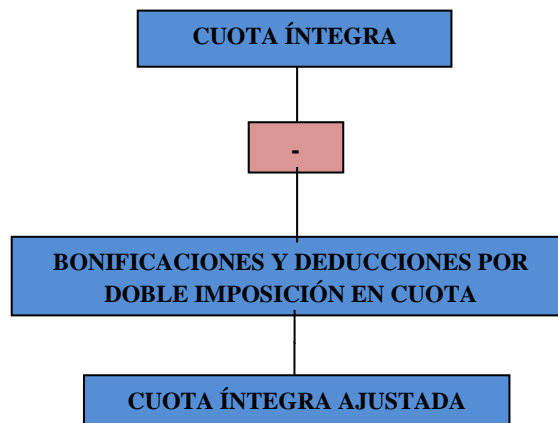 CUOTA ÍNTEGRA
-
BONIFICACIONES Y DEDUCCIONES POR
DOBLE IMPOSICIÓN EN CUOTA
CUOTA ÍNTEGRA AJUSTADA